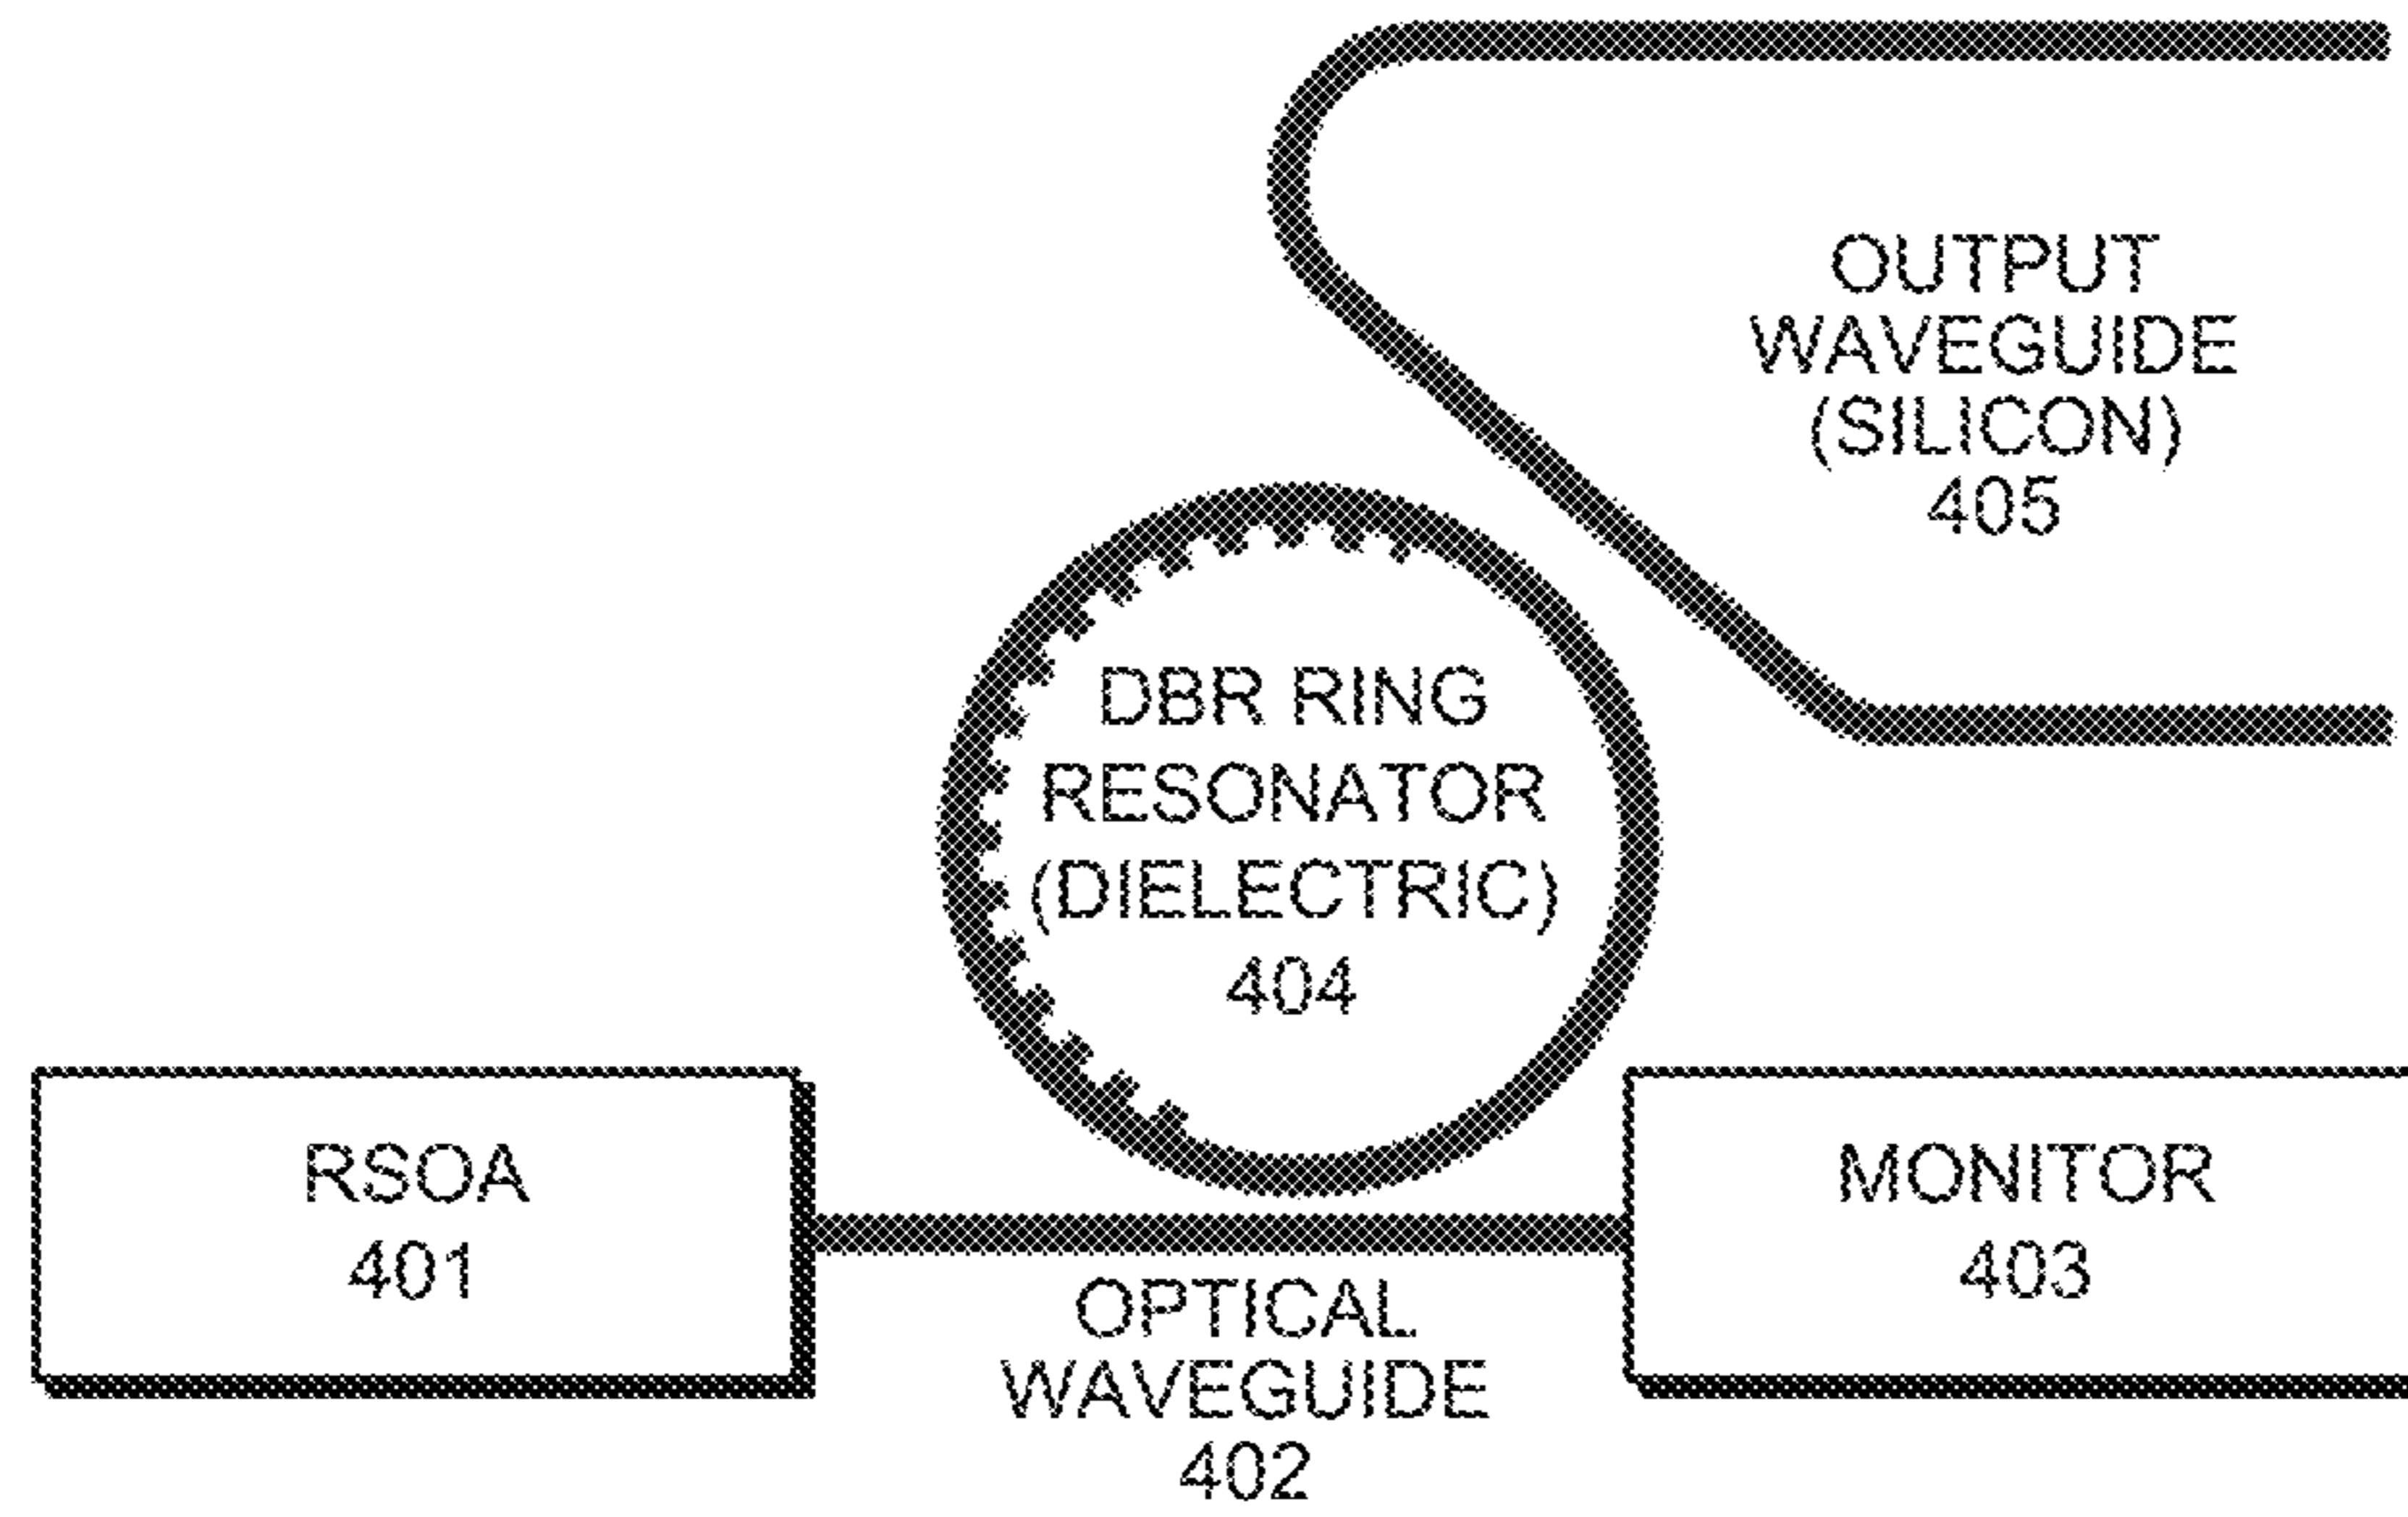 OUTPUT
WAVEGUIDE
(SILICON)
405
DBR RING
RESONATOR
(DIELECTRIC)
404
RSOA
401
OPTICAL
WAVEGUIDE
402
MONITOR
403